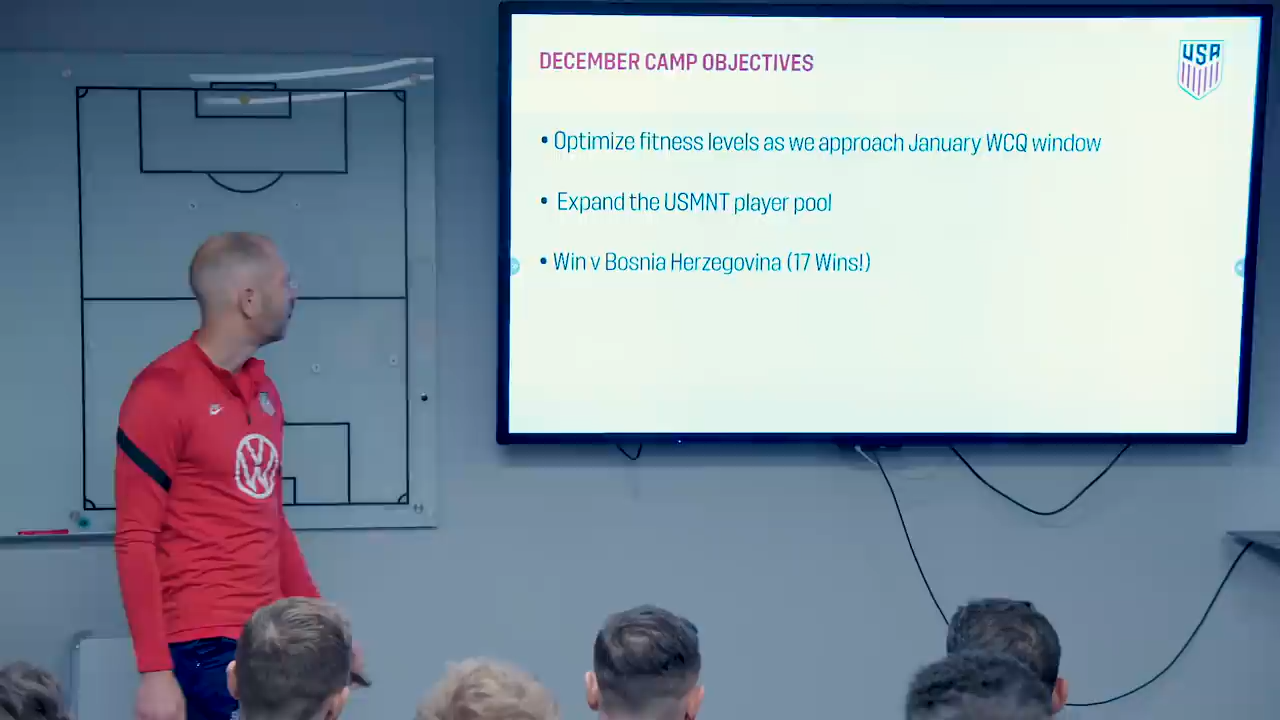 DECEMBER CAMP OBJECTIVES
USA
• Optimize fitness levels as we approach January WCQ window
• Expand the USMNT player pool
• Win v Bosnia Herzegovina (17 Wins!)